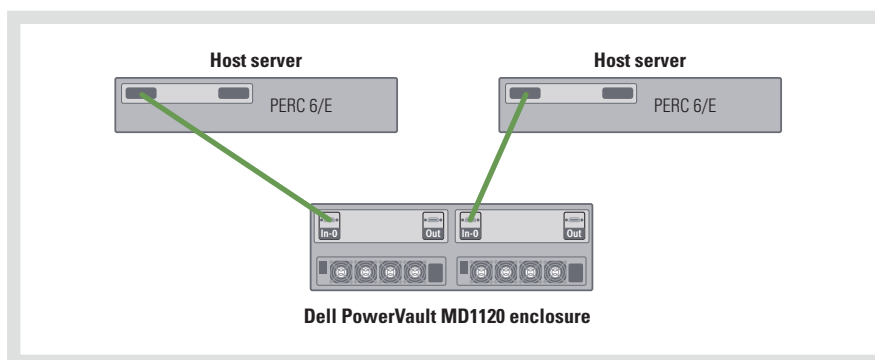 Host server
Host server
PERC 6/E
PERC 6/E
In-0
Out
In-0
Out
Dell PowerVault MD1120 enclosure